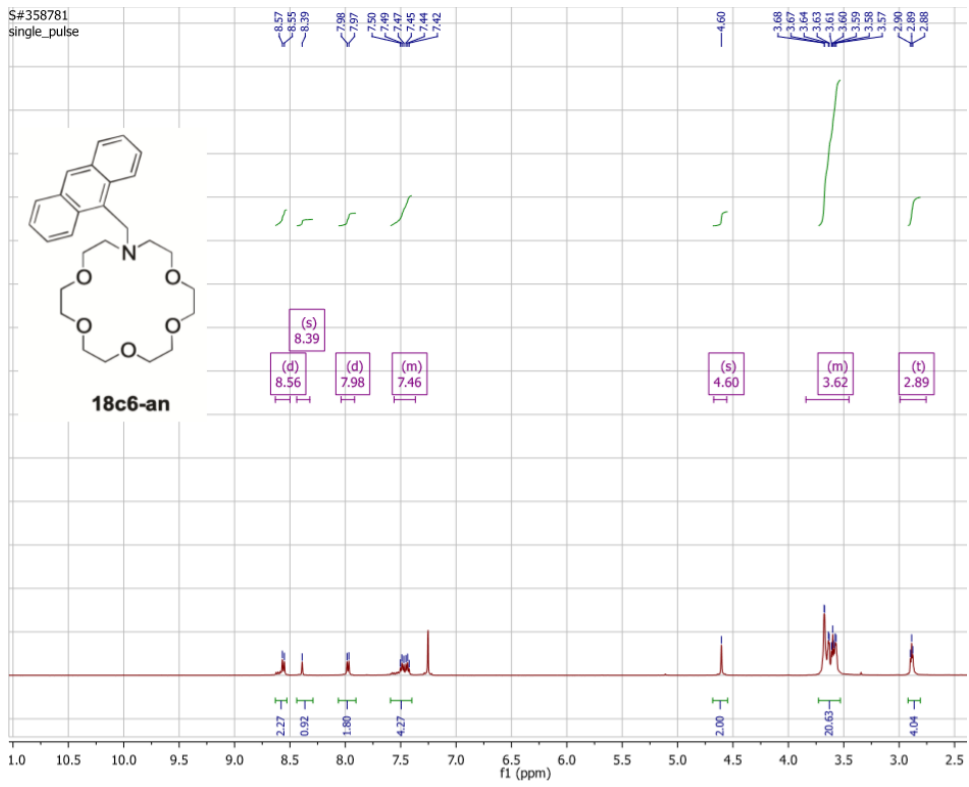 S#358781
single_pulse
8.57
8.55
8.39
7.98
7.97
7.50
7.49
7.47
7.45
7.44
7.42
4.60
3.68
3.67
3.64
3.63
3.61
3.60
3.59
3.58
3.57
2.90
2.89
2.88
N
O
O
O
O
O
18c6-an
(s)
8.39
(d)
8.56
(d)
7.98
(m)
7.46
(s)
4.60
(m)
3.62
(t)
2.89
2.27
0.92
1.80
4.27
2.00
20.63
4.04
1.0 10.5 10.0 9.5 9.0 8.5 8.0 7.5 7.0 6.5 6.0 5.5 5.0 4.5 4.0 3.5 3.0 2.5
f1 (ppm)